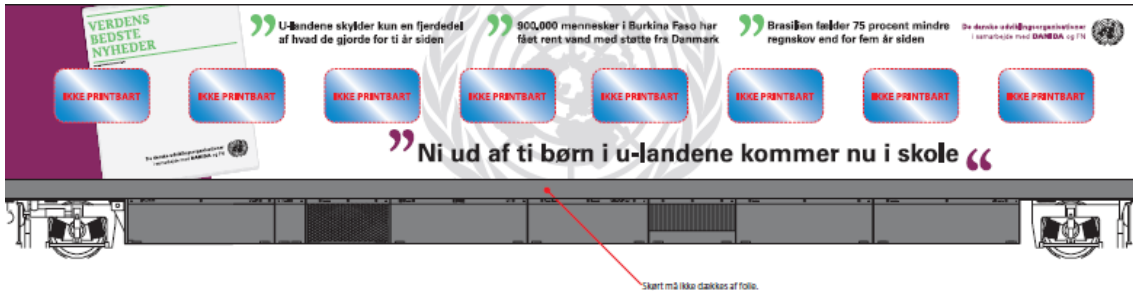 VERDENS
BEDSTE
NYHEDER
U-landene skylder kun en fjerdedel
af hvad de gjorde for ti år siden
900.000 mennesker i Burkina Faso har
fået rent vand med støtte fra Danmark
Brasilien fælder 75 procent mindre
regnskov end for fem år siden
De danske udviklingsorganisationer
i samarbejde med DANIDA og FN
IKKE PRINTBART
IKKE PRINTBART
IKKE PRINTBART
IKKE PRINTBART
IKKE PRINTBART
IKKE PRINTBART
IKKE PRINTBART
IKKE PRINTBART
De danske udviklingsorganisationer
i samarbejde med DANIDA og FN
”Ni ud af ti børn i u-landene kommer nu i skole“
Skørt må ikke dækkes af folie.